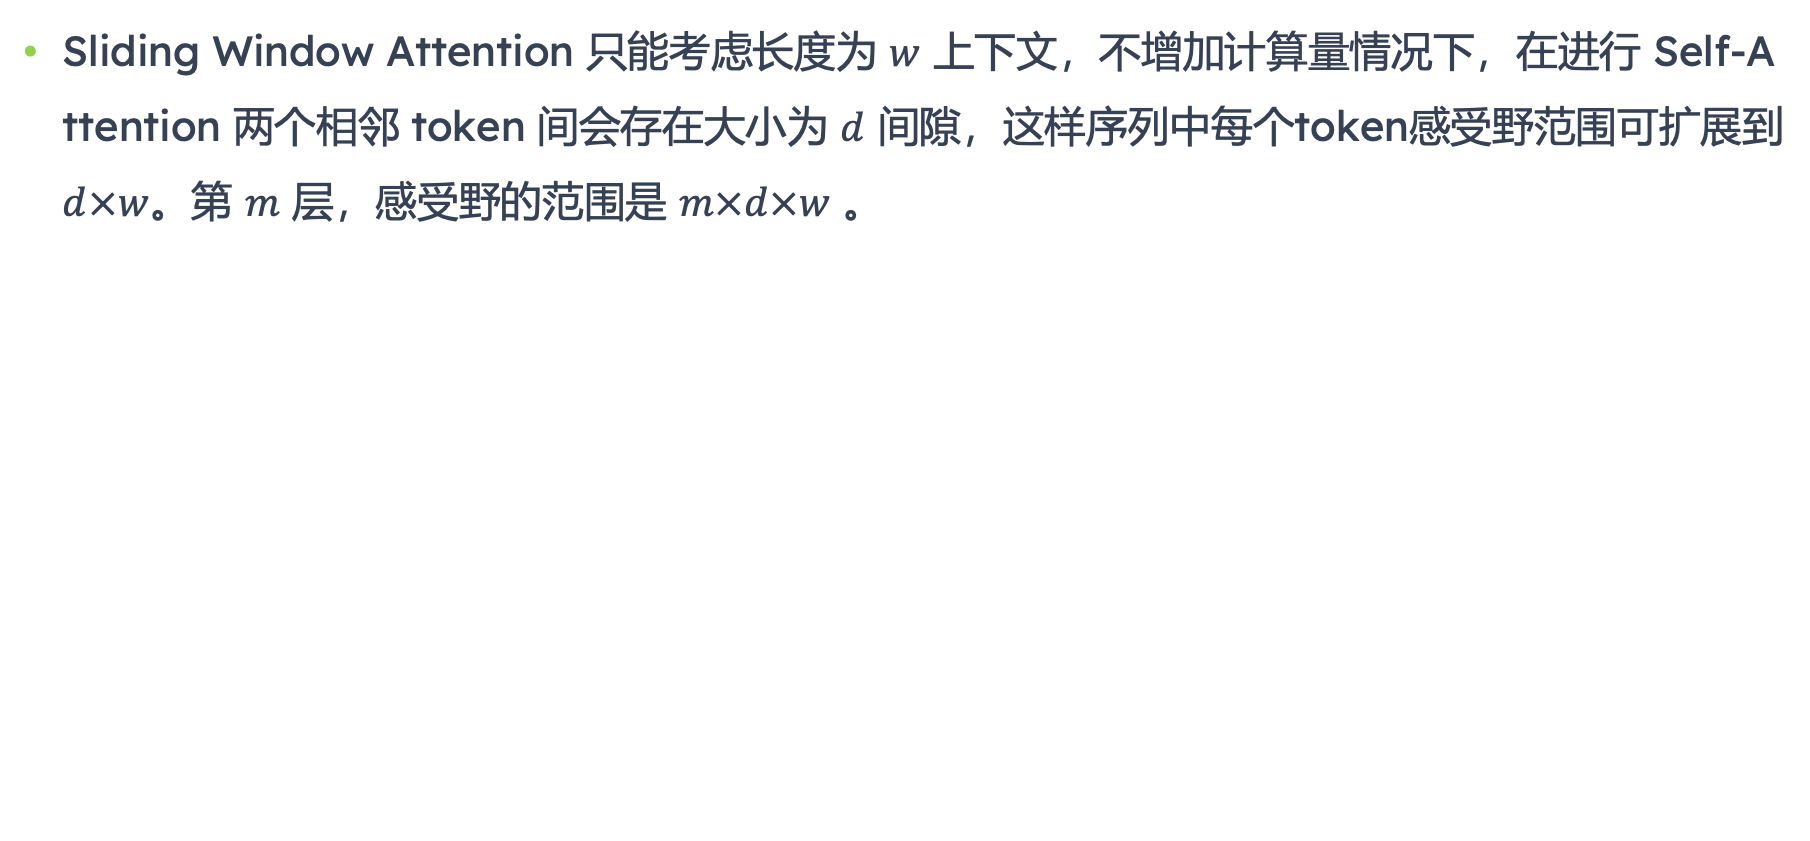 • Sliding Window Attention 只能考虑长度为 w 上下文，不增加计算量情况下，在进行 Self-A
ttention 两个相邻 token 间会存在大小为 d 间隙，这样序列中每个token感受野范围可扩展到
d×w。第 m 层，感受野的范围是 m×d×w 。